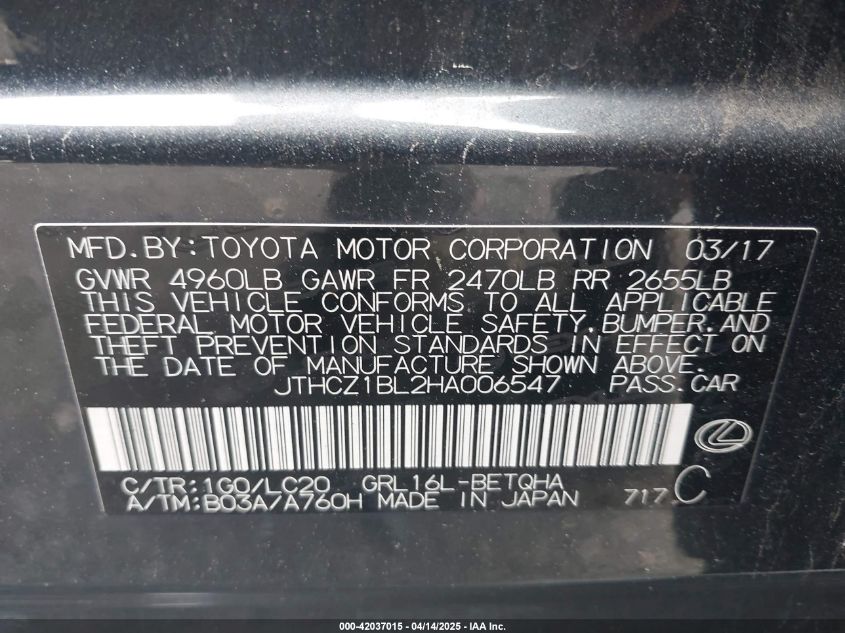 MFD.BY:TOYOTA MOTOR CORPORATION 03/17
GVWR 4960LB GAWR FR 2470LB RR 2655LB
THIS VEHICLE CONFORMS TO ALL APPLICABLE
FEDERAL MOTOR VEHICLE SAFETY,BUMPER,AND
THEFT PREVENTION STANDARDS IN EFFECT ON
THE DATE OF MANUFACTURE SHOWN ABOVE.
JTHCZ1BL2HA006547 PASS.CAR
C/TR:1G0/LC20 GRL16L-BETQHA
A/TM:B03A/A760H MADE IN JAPAN 717 C
000-42037015 - 04/14/2025 - IAA Inc.